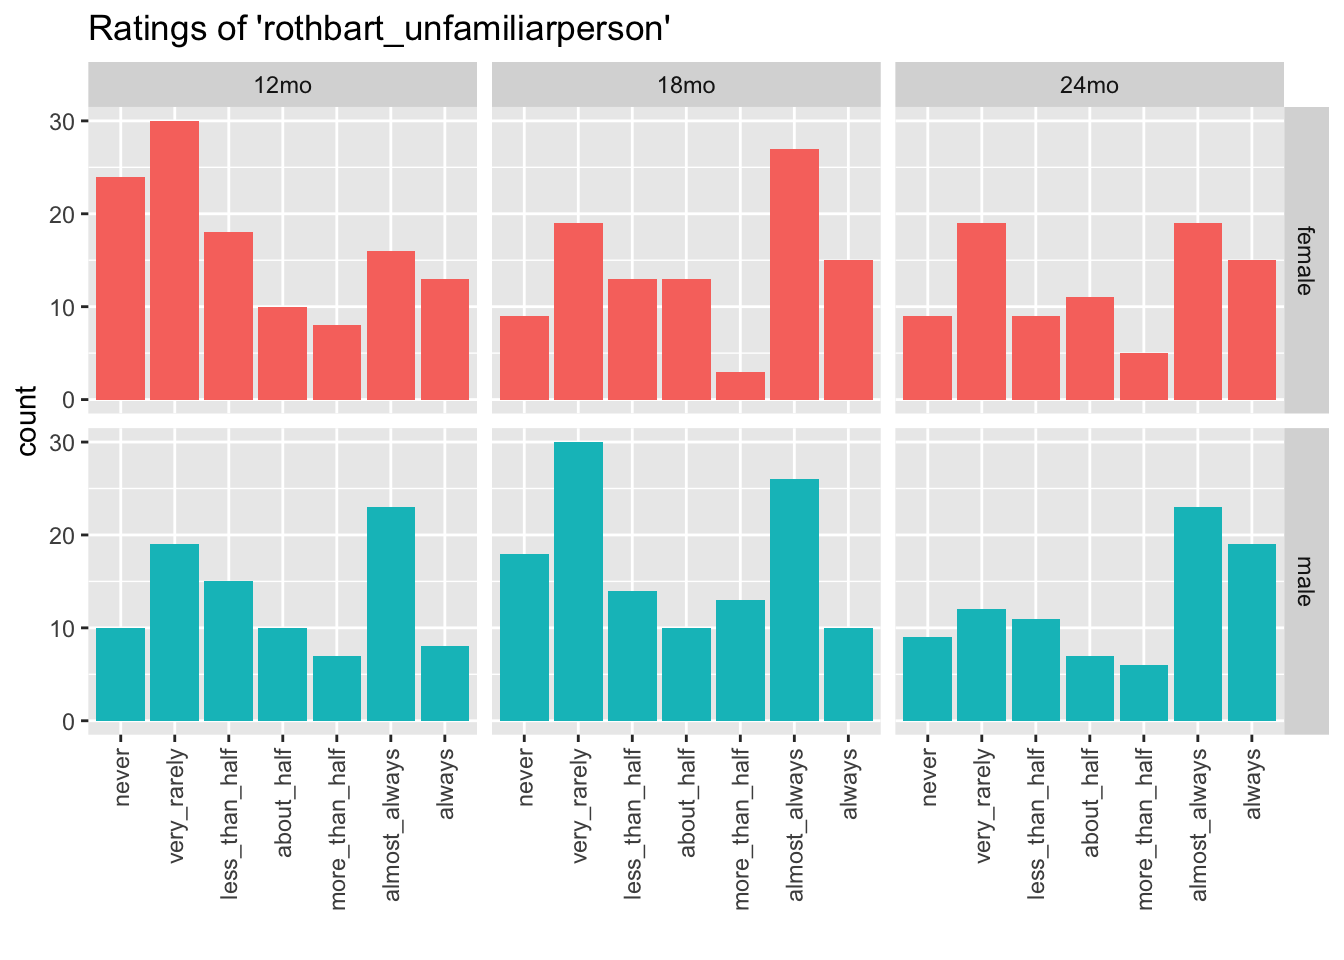 Ratings of 'rothbart_unfamiliarperson'
12mo 18mo 24mo
30
20
10
0
female
count
30
20
10
0
male
never very_rarely less_than_half about_half more_than_half almost_always always
never very_rarely less_than_half about_half more_than_half almost_always always
never very_rarely less_than_half about_half more_than_half almost_always always